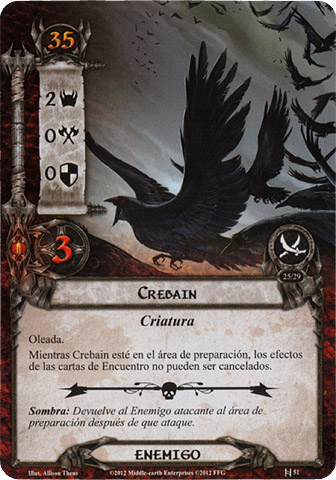 35
2
0
0
3
25/29
CREBAIN
Criatura
Oleada.
Mientras Crebain esté en el área de preparación, los efectos
de las cartas de Encuentro no pueden ser cancelados.
Sombra: Devuelve al Enemigo atacante al área de
preparación después de que ataque.
ENEMIGO
Illus. Allison Theus
©2012 Middle-earth Enterprises ©2012 FFG
51